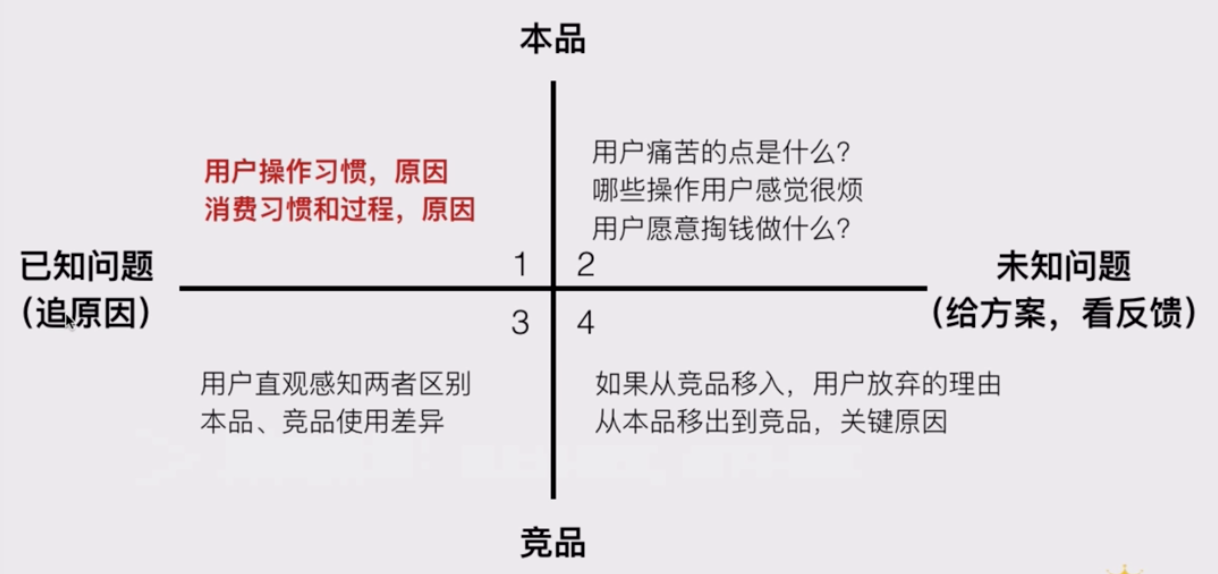 本品
用户操作习惯，原因
消费习惯和过程，原因
用户痛苦的点是什么？
哪些操作用户感觉很烦
用户愿意掏钱做什么？
已知问题
（追原因）
1
2
未知问题
（给方案，看反馈）
3
4
用户直观感知两者区别
本品、竞品使用差异
如果从竞品移入，用户放弃的理由
从本品移出到竞品，关键原因
竞品